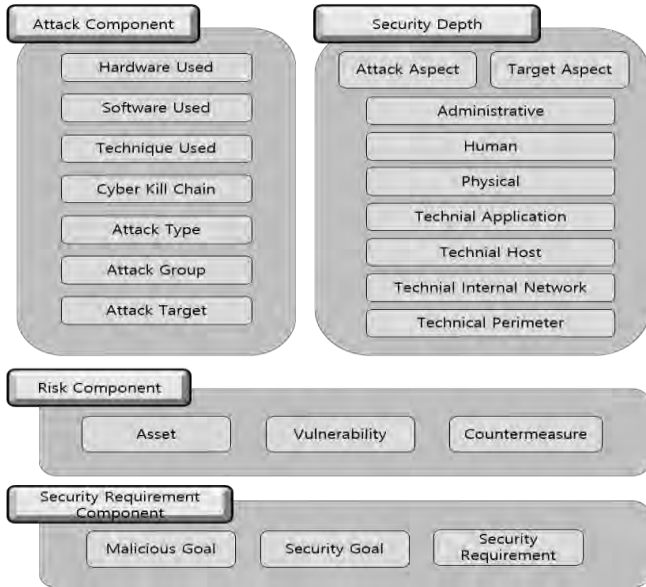 Attack Component
Hardware Used
Software Used
Technique Used
Cyber Kill Chain
Attack Type
Attack Group
Attack Target
Security Depth
Attack Aspect
Target Aspect
Administrative
Human
Physical
Technial Application
Technial Host
Technial Internal Network
Technical Perimeter
Risk Component
Asset
Vulnerability
Countermeasure
Security Requirement
Component
Malicious Goal
Security Goal
Security
Requirement